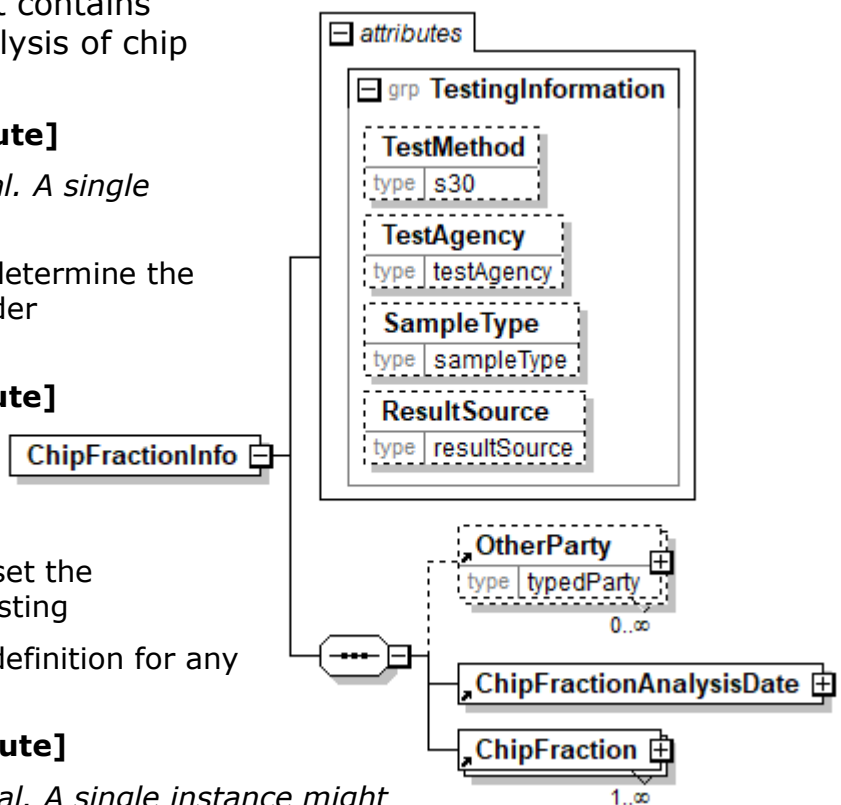 t contains
lysis of chip
ute]
al. A single
determine the
der
ute]
set the
sting
definition for any
ute]
al. A single instance might
ChipFractionInfo
attributes
grp TestingInformation
TestMethod
type s30
TestAgency
type testAgency
SampleType
type sampleType
ResultSource
type resultSource
OtherParty
type typedParty
0..∞
ChipFractionAnalysisDate
ChipFraction
1..∞